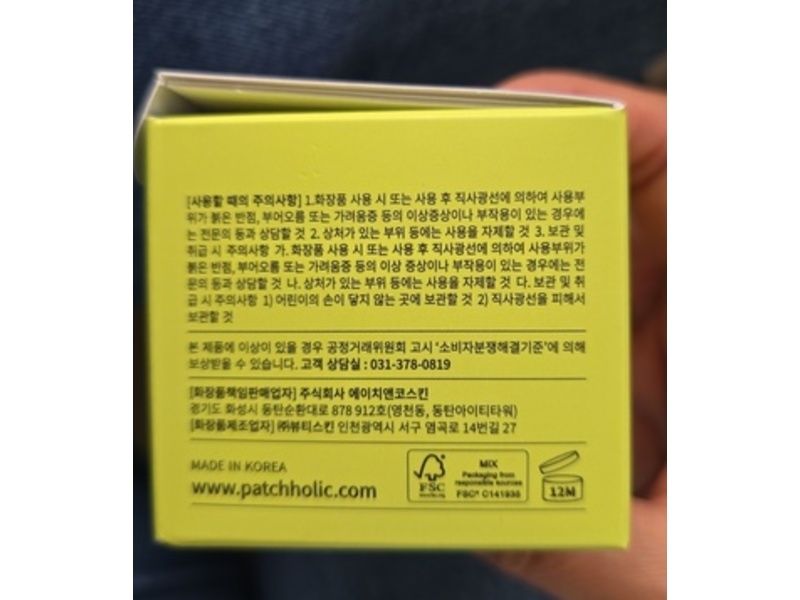 [사용할 때의 주의사항] 1.화장품 사용 시 또는 사용 후 직사광선에 의하여 사용부
위가 붉은 반점, 부어오름 또는 가려움증 등의 이상증상이나 부작용이 있는 경우에
는 전문의 등과 상담할 것 2. 상처가 있는 부위 등에는 사용을 자제할 것 3. 보관 및
취급 시 주의사항 가. 화장품 사용 시 또는 사용 후 직사광선에 의하여 사용부위가
붉은 반점, 부어오름 또는 가려움증 등의 이상 증상이나 부작용이 있는 경우에는 전
문의 등과 상담할 것 나. 상처가 있는 부위 등에는 사용을 자제할 것 다. 보관 및 취
급 시 주의사항 1) 어린이의 손이 닿지 않는 곳에 보관할 것 2) 직사광선을 피해서
보관할 것
본 제품에 이상이 있을 경우 공정거래위원회 고시 '소비자분쟁해결기준'에 의해
보상받을 수 있습니다. 고객 상담실 : 031-378-0819
[화장품책임판매업자] 주식회사 에이치앤코스킨
경기도 화성시 동탄순환대로 878 912호(영천동, 동탄아이티타워)
[화장품제조업자] ㈜뷰티스킨 인천광역시 서구 염곡로 14번길 27
MADE IN KOREA
www.patchholic.com
FSC
MIX
Packaging from
responsible sources
FSC® C141935
12M